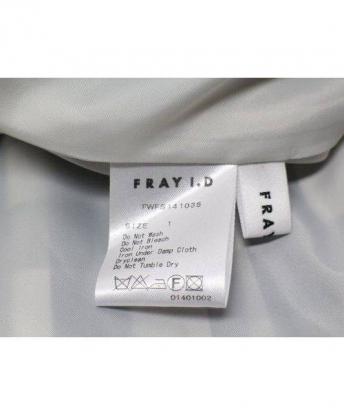 FRAY I.D
FWFS141035
SIZE 1
Do Not Wash
Do Not Bleach
Cool Iron
Iron Under Damp Cloth
Dryclean
Do Not Tumble Dry
F
01401002
FRAY I